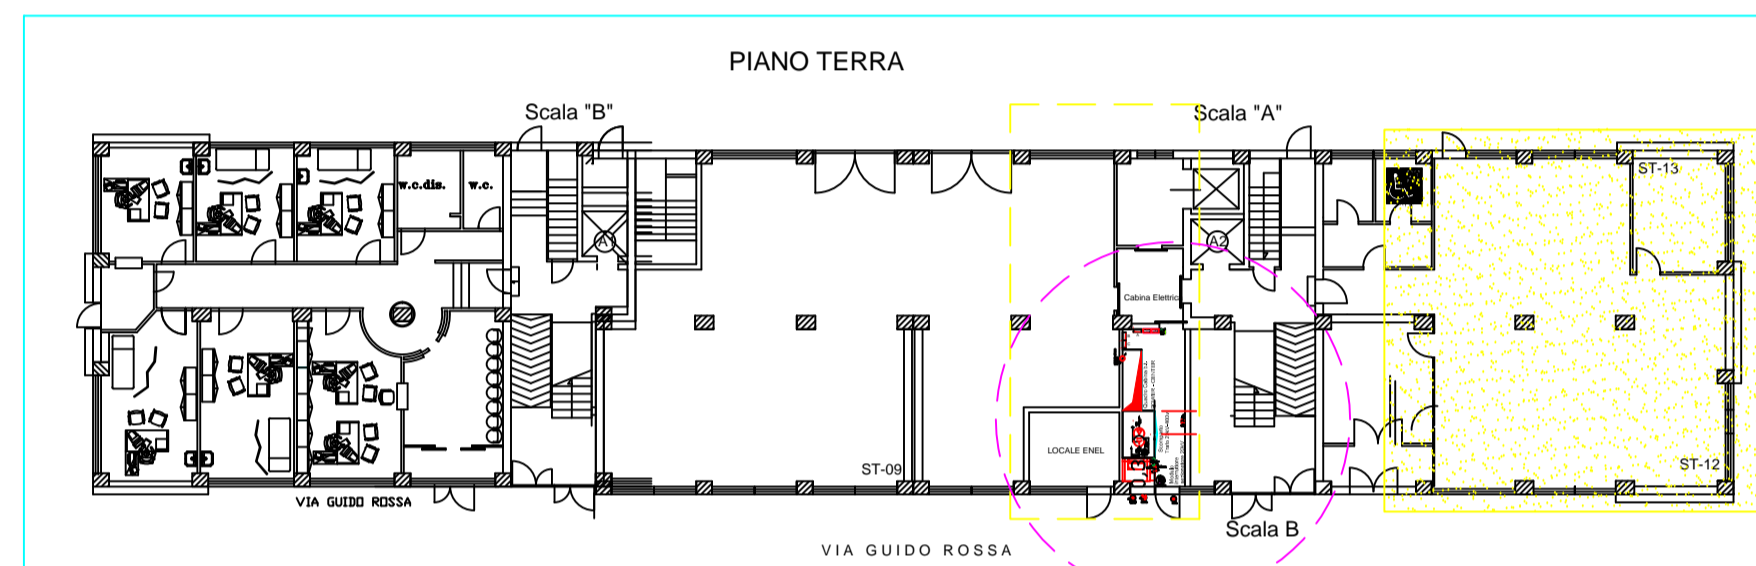 PIANO TERRA
Scala "B"
Scala "A"
ST-13
w.c.dis.
w.c.
A1
A2
Cabina Elettric
LOCALE ENEL
ST-09
ST-12
VIA GUIDO ROSSA
Scala B
VIA GUIDO ROSSA